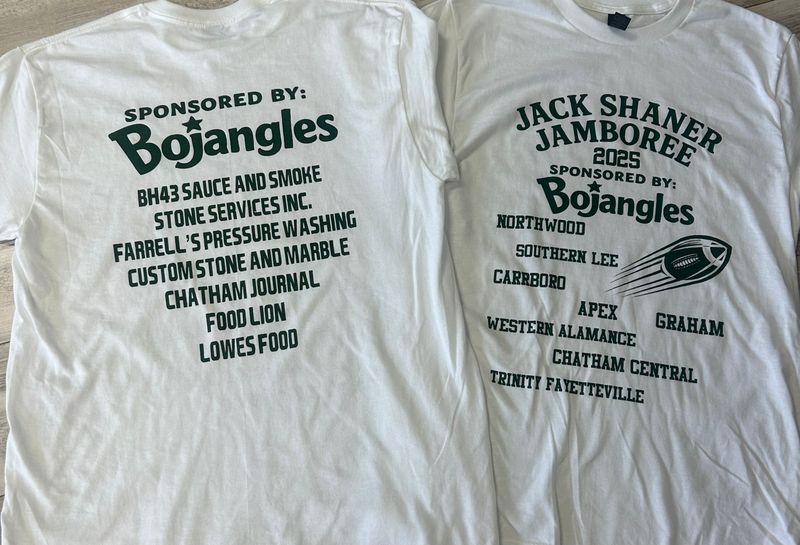 SPONSORED BY:
Bojangles
BH43 SAUCE AND SMOKE
STONE SERVICES INC.
FARRELL'S PRESSURE WASHING
CUSTOM STONE AND MARBLE
CHATHAM JOURNAL
FOOD LION
LOWES FOOD
JACK SHANER
JAMBOREE
2025
SPONSORED BY:
Bojangles
NORTHWOOD
SOUTHERN LEE
CARRBORO
APEX
GRAHAM
WESTERN ALAMANCE
CHATHAM CENTRAL
TRINITY FAYETTEVILLE